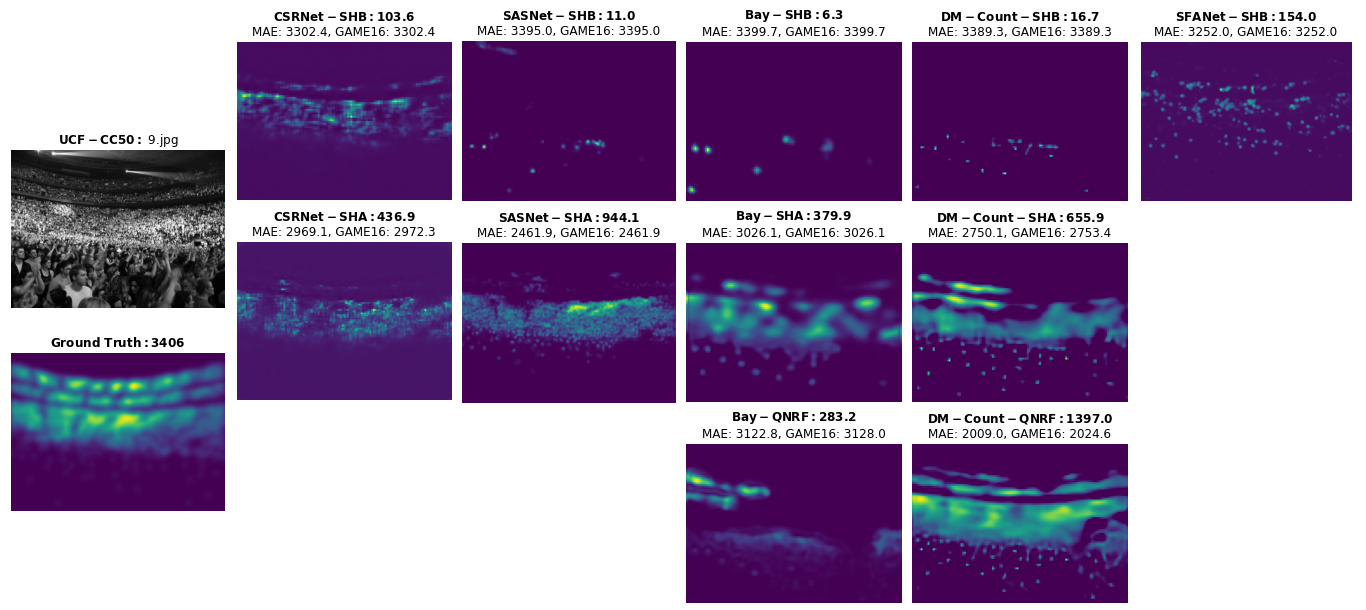 CSRNet − SHB : 103.6
MAE: 3302.4, GAME16: 3302.4
SASNet − SHB : 11.0
MAE: 3395.0, GAME16: 3395.0
Bay − SHB : 6.3
MAE: 3399.7, GAME16: 3399.7
DM − Count − SHB : 16.7
MAE: 3389.3, GAME16: 3389.3
SFANet − SHB : 154.0
MAE: 3252.0, GAME16: 3252.0
UCF − CC50 : 9.jpg
CSRNet − SHA : 436.9
MAE: 2969.1, GAME16: 2972.3
SASNet − SHA : 944.1
MAE: 2461.9, GAME16: 2461.9
Bay − SHA : 379.9
MAE: 3026.1, GAME16: 3026.1
DM − Count − SHA : 655.9
MAE: 2750.1, GAME16: 2753.4
Ground Truth : 3406
Bay − QNRF : 283.2
MAE: 3122.8, GAME16: 3128.0
DM − Count − QNRF : 1397.0
MAE: 2009.0, GAME16: 2024.6